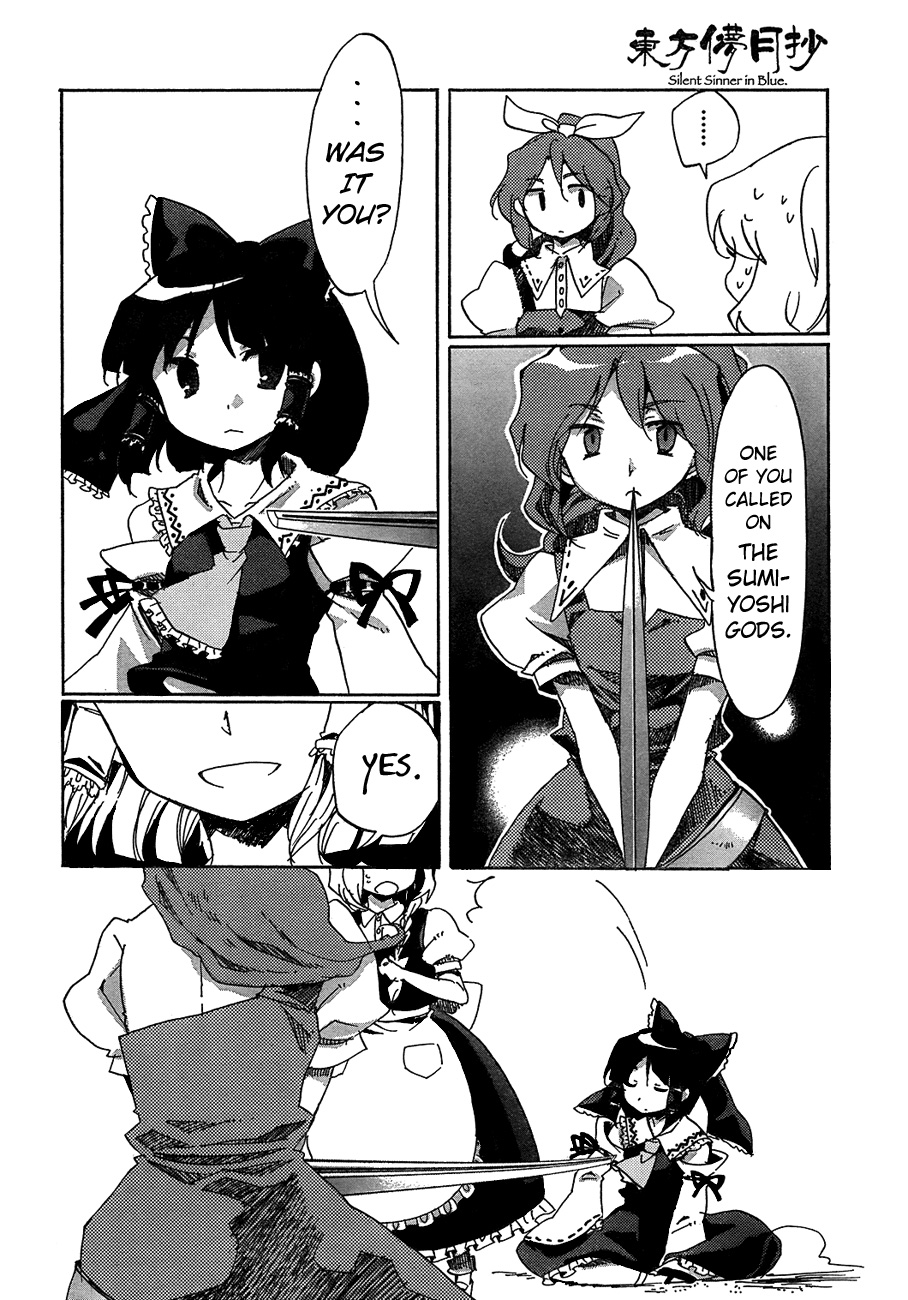 東方儚月抄
Silent Sinner in Blue.
........
ONE
OF YOU
CALLED
ON
THE
SUMI-
YOSHI
GODS.
...
WAS
IT
YOU?
YES.